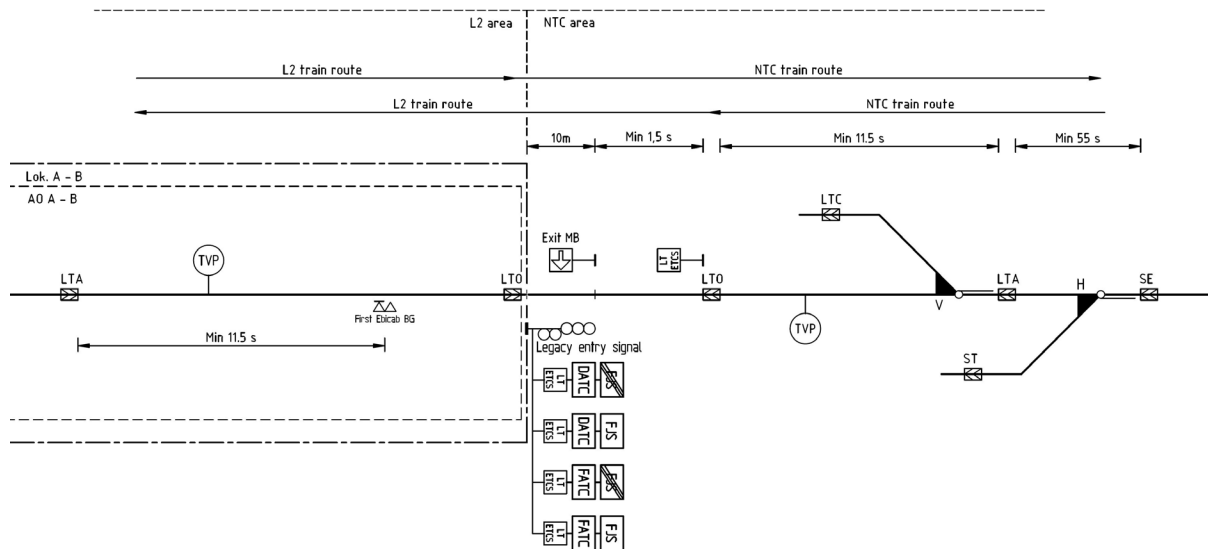 L2 area
NTC area
L2 train route
NTC train route
L2 train route
NTC train route
10m
Min 1,5 s
Min 11.5 s
Min 55 s
Lok. A - B
AO A - B
LTC
Exit MB
LT
ETCS
TVP
LTA
LTO
LTO
LTA
H
SE
First Ebicab BG
V
TVP
Min 11.5 s
Legacy entry signal
ST
ETCS LT DATC FJS
ETCS LT DATC FJS
ETCS LT FATC FJS
ETCS LT FATC FJS